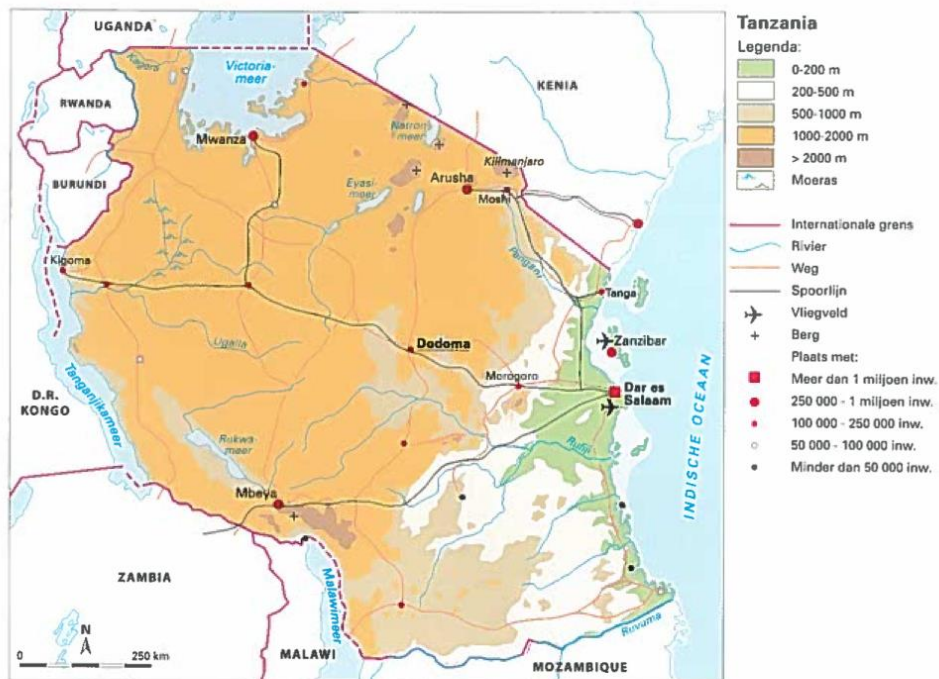 UGANDA
Kagera
Victoria-
meer
KENIA
RWANDA
Mwanza
Natron-
meer
Kilimanjaro
BURUNDI
Eyasi-
meer
Arusha
Moshi
Kigoma
Pangani
Tanga
Ugalla
Dodoma
Zanzibar
Morogoro
Dar es
Salaam
D.R.
KONGO
Tanganjikameer
Rukwa-
meer
Rufiji
INDISCHE OCEAAN
Mbeya
ZAMBIA
Malawimeer
N
0 250 km
MALAWI
Ruvuma
MOZAMBIQUE
Tanzania
Legenda:
0-200 m
200-500 m
500-1000 m
1000-2000 m
> 2000 m
Moeras
Internationale grens
Rivier
Weg
Spoorlijn
Vliegveld
Berg
Plaats met:
Meer dan 1 miljoen inw.
250 000 - 1 miljoen inw.
100 000 - 250 000 inw.
50 000 - 100 000 inw.
Minder dan 50 000 inw.